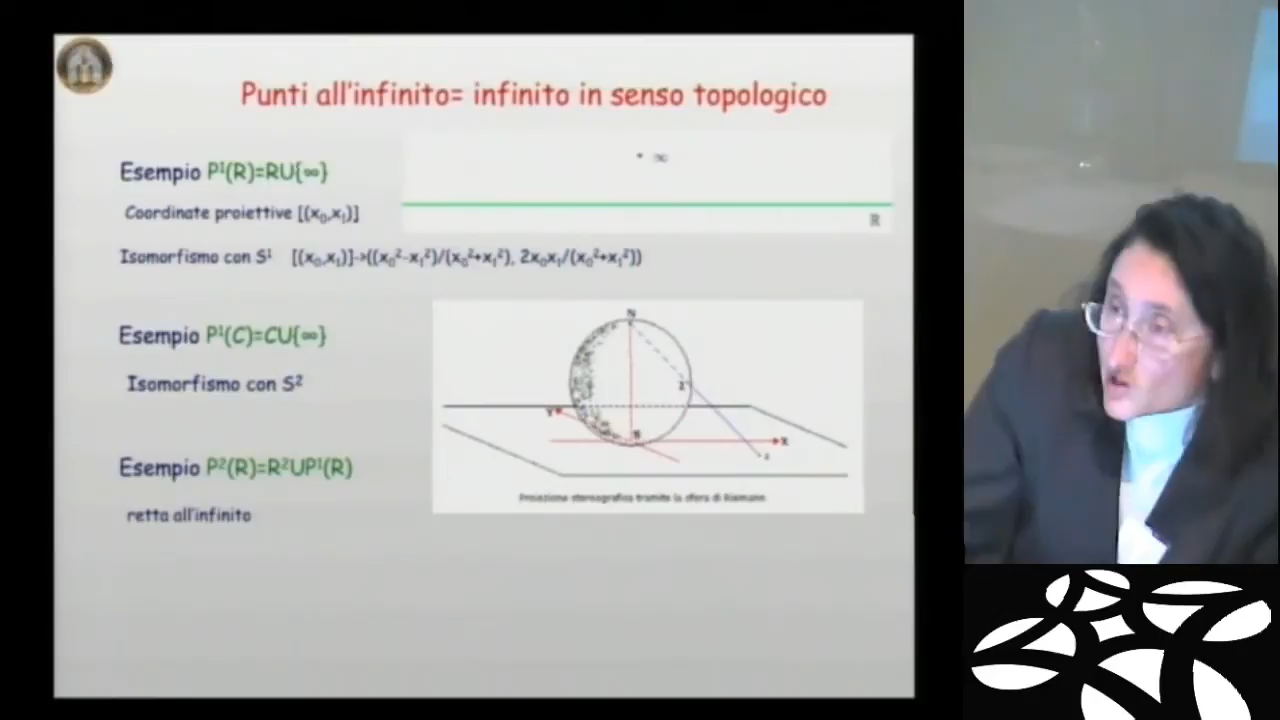 Punti all'infinito= infinito in senso topologico
Esempio P¹(R)=RU{∞}
∞
R
Coordinate proiettive [(x₀,x₁)]
Isomorfismo con S¹ [(x₀,x₁)]->((x₀²-x₁²)/(x₀²+x₁²), 2x₀x₁/(x₀²+x₁²))
Esempio P¹(C)=CU{∞}
Isomorfismo con S²
N
Y
X
Proiezione stereografica tramite la sfera di Riemann
Esempio P²(R)=R²UP¹(R)
retta all'infinito